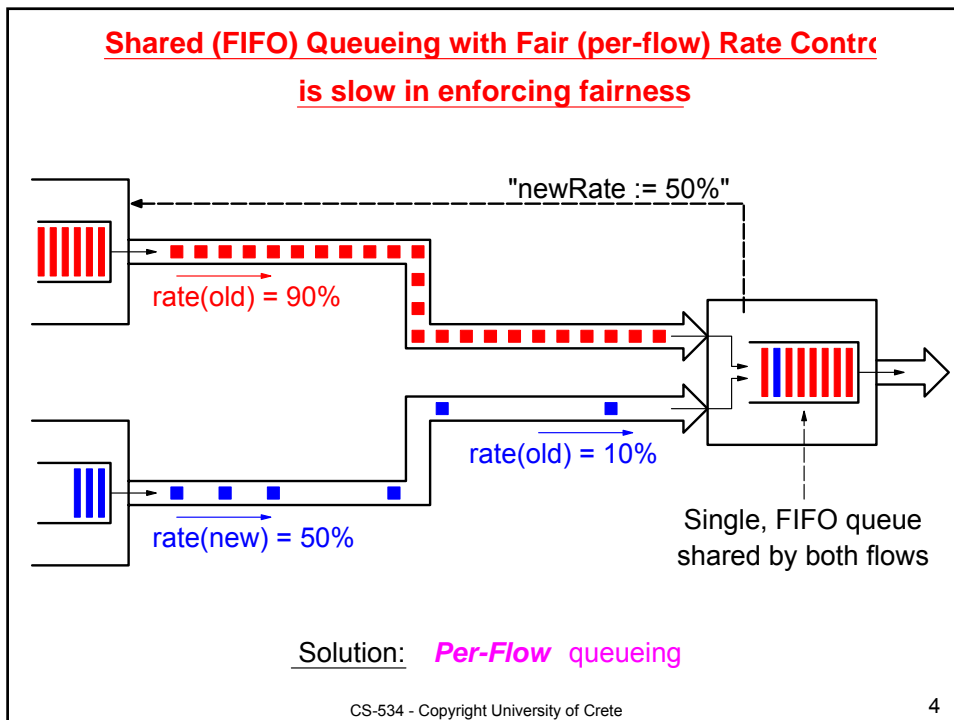 Shared (FIFO) Queueing with Fair (per-flow) Rate Contro
is slow in enforcing fairness
"newRate := 50%"
rate(old) = 90%
rate(old) = 10%
rate(new) = 50%
Single, FIFO queue
shared by both flows
Solution: Per-Flow queueing
CS-534 - Copyright University of Crete
4